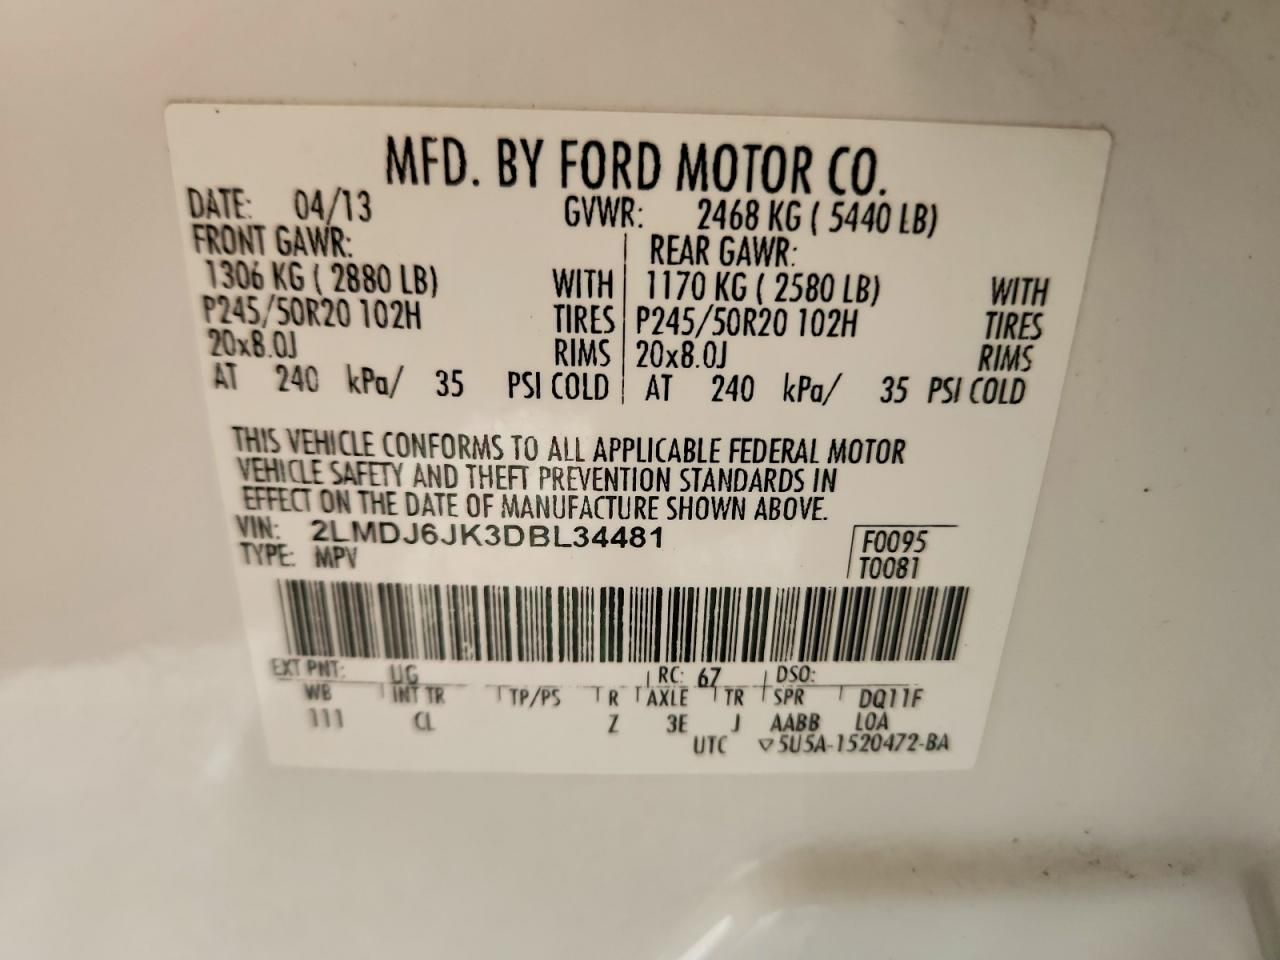 MFD. BY FORD MOTOR CO.
DATE: 04/13 GVWR: 2468 KG ( 5440 LB)
FRONT GAWR: REAR GAWR:
1306 KG ( 2880 LB) WITH 1170 KG ( 2580 LB) WITH
P245/50R20 102H TIRES P245/50R20 102H TIRES
20x8.0J RIMS 20x8.0J RIMS
AT 240 kPa/ 35 PSI COLD AT 240 kPa/ 35 PSI COLD
THIS VEHICLE CONFORMS TO ALL APPLICABLE FEDERAL MOTOR
VEHICLE SAFETY AND THEFT PREVENTION STANDARDS IN
EFFECT ON THE DATE OF MANUFACTURE SHOWN ABOVE.
VIN: 2LMDJ6JK3DBL34481 F0095
TYPE: MPV T0081
EXT PNT: UG RC: 67 DSO:
WB INT TR TP/PS R AXLE TR SPR DQ11F
111 CL Z 3E J AABB LOA
UTC ▽5U5A-1520472-BA